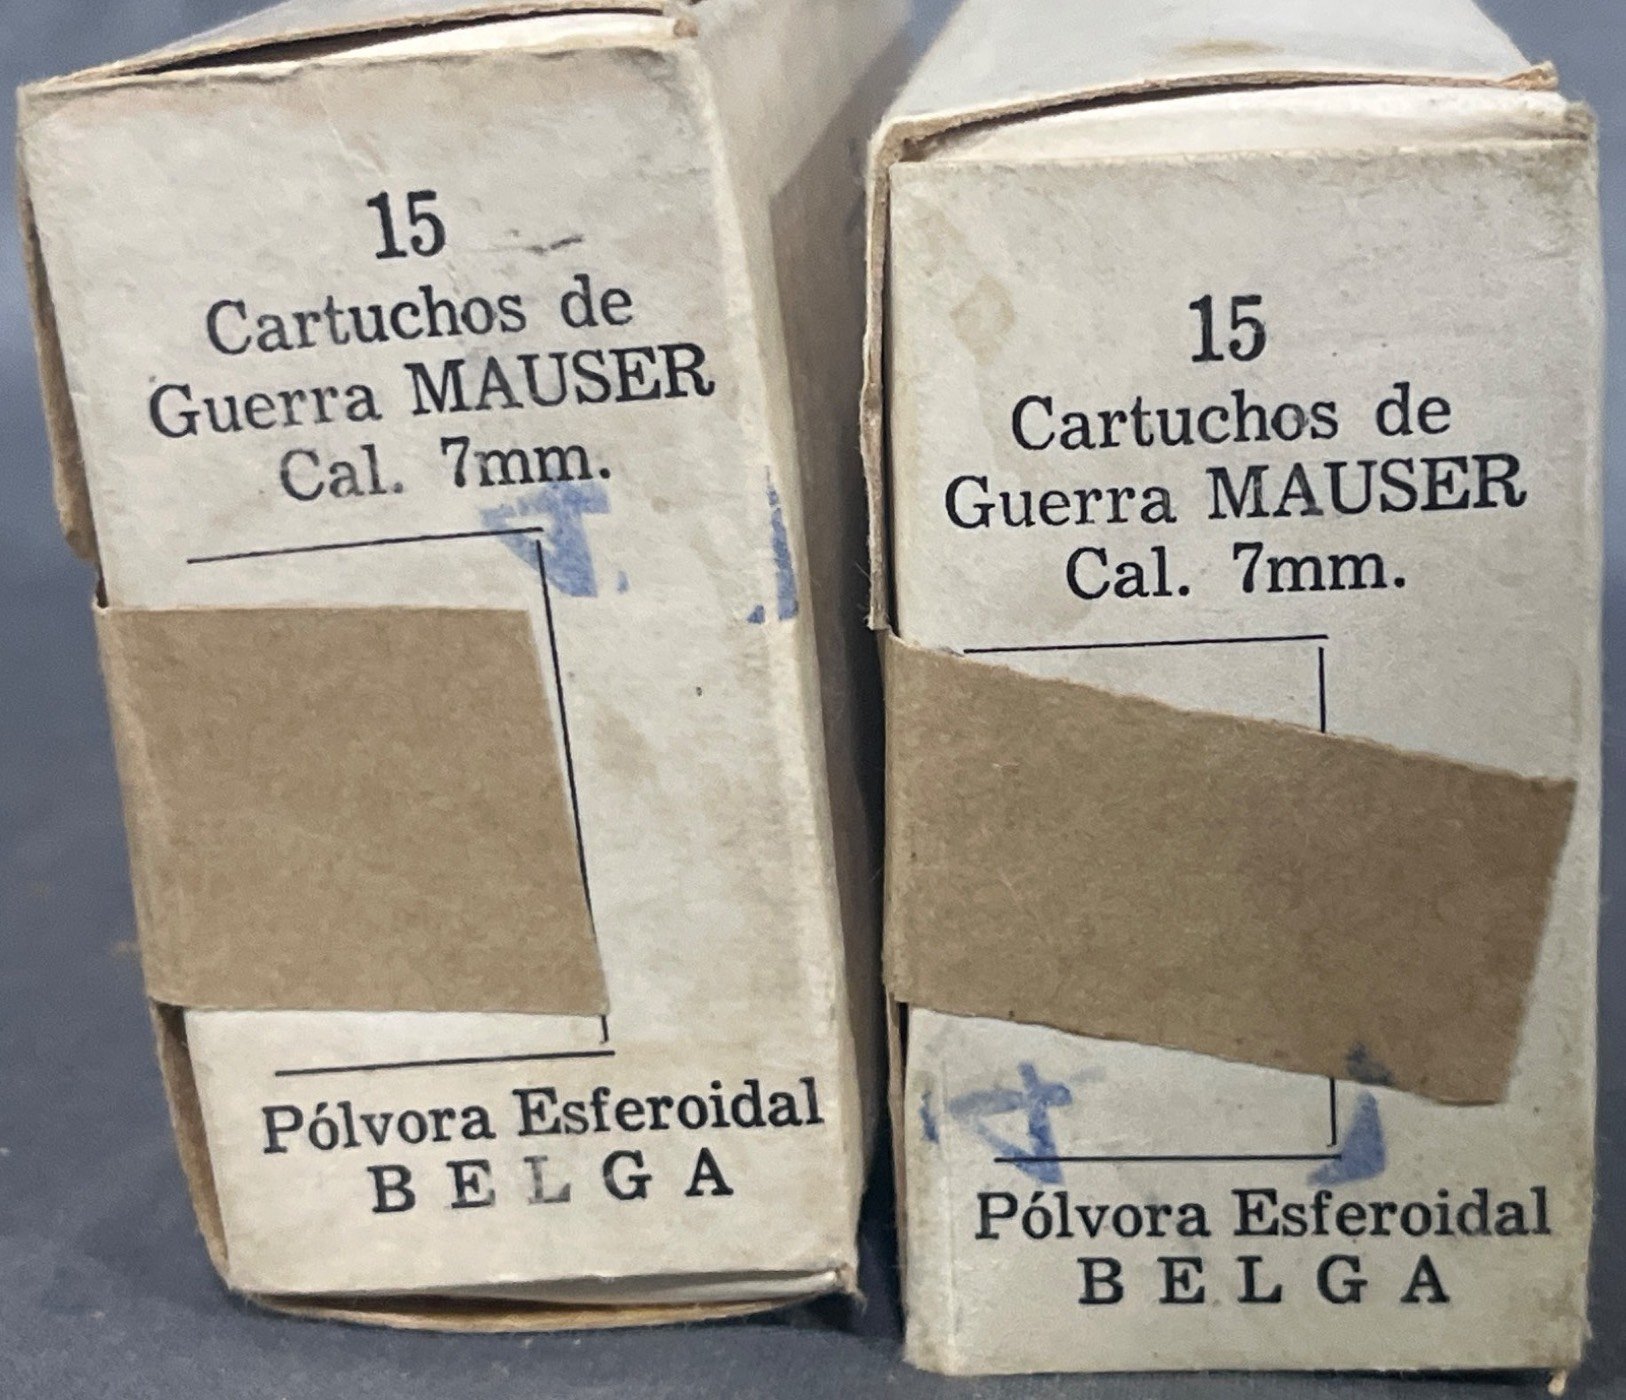 15
Cartuchos de
Guerra MAUSER
Cal. 7mm.
Pólvora Esferoidal
BELGA
15
Cartuchos de
Guerra MAUSER
Cal. 7mm.
Pólvora Esferoidal
BELGA